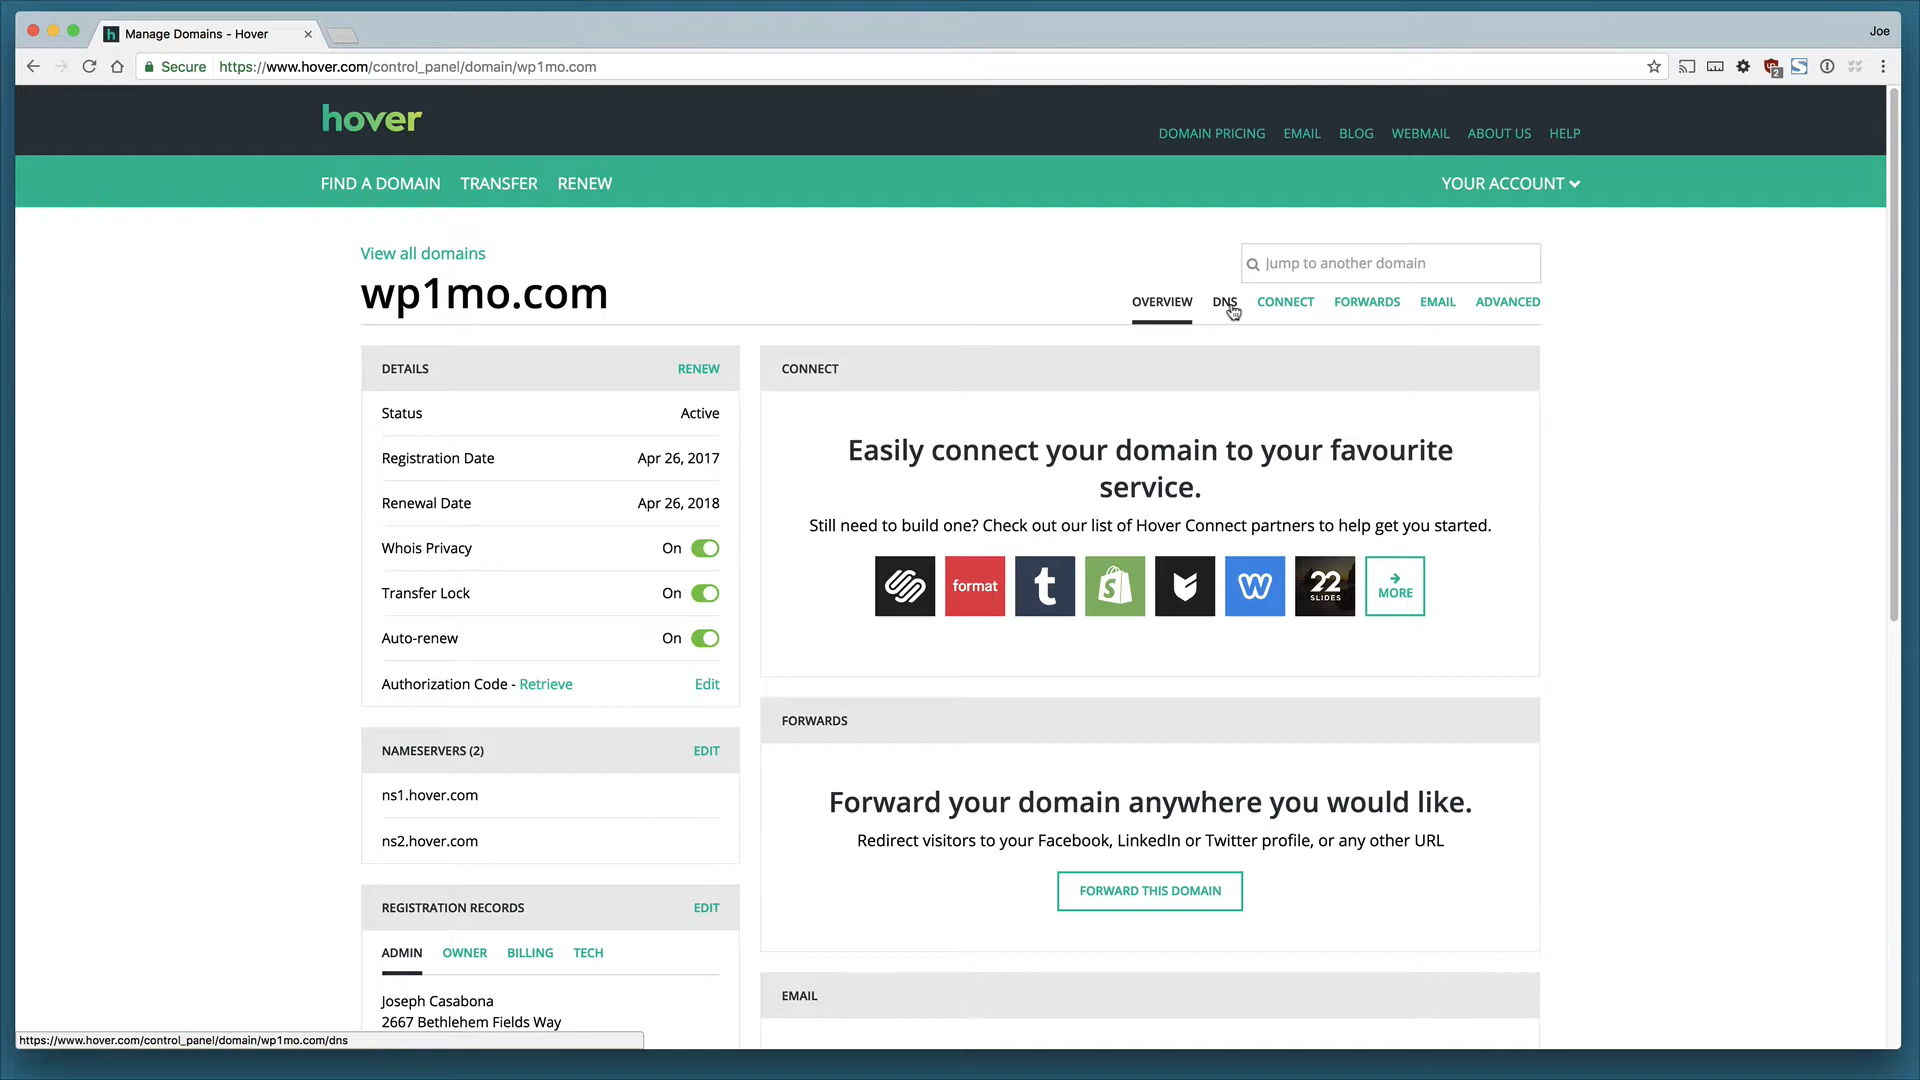 Manage Domains - Hover
Joe
Secure https://www.hover.com/control_panel/domain/wp1mo.com
2
hover
DOMAIN PRICING EMAIL BLOG WEBMAIL ABOUT US HELP
FIND A DOMAIN TRANSFER RENEW YOUR ACCOUNT
View all domains
Jump to another domain
wp1mo.com
OVERVIEW DNS CONNECT FORWARDS EMAIL ADVANCED
DETAILS RENEW
Status Active
Registration Date Apr 26, 2017
Renewal Date Apr 26, 2018
Whois Privacy On
Transfer Lock On
Auto-renew On
Authorization Code - Retrieve Edit
NAMESERVERS (2) EDIT
ns1.hover.com
ns2.hover.com
REGISTRATION RECORDS EDIT
ADMIN OWNER BILLING TECH
Joseph Casabona
2667 Bethlehem Fields Way
CONNECT
Easily connect your domain to your favourite
service.
Still need to build one? Check out our list of Hover Connect partners to help get you started.
format
22
SLIDES
MORE
FORWARDS
Forward your domain anywhere you would like.
Redirect visitors to your Facebook, LinkedIn or Twitter profile, or any other URL
FORWARD THIS DOMAIN
EMAIL
https://www.hover.com/control_panel/domain/wp1mo.com/dns